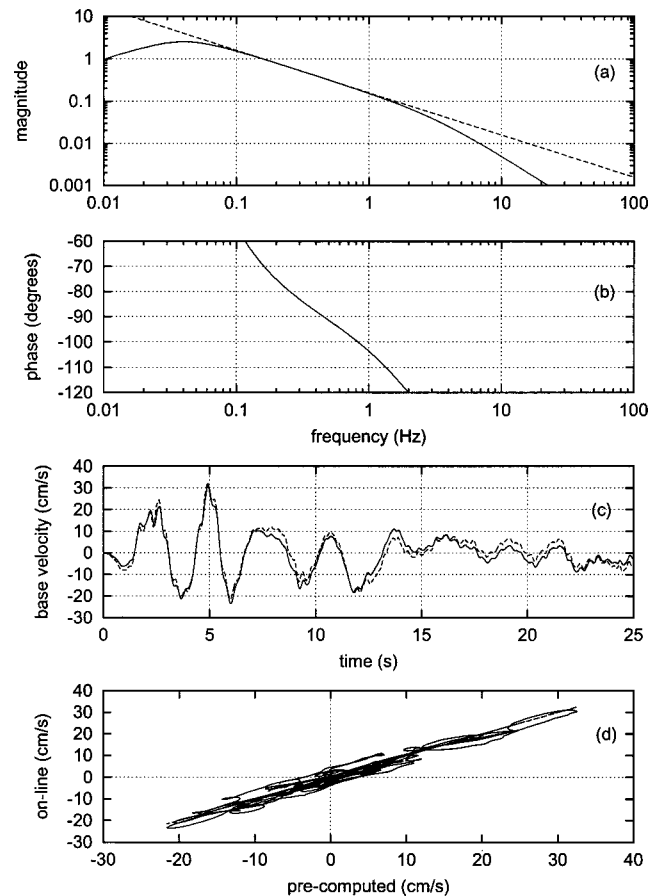 10
1
0.1
0.01
0.001
magnitude
(a)
0.01 0.1 1 10 100
-60
-70
-80
-90
-100
-110
-120
phase (degrees)
(b)
0.01 0.1 1 10 100
frequency (Hz)
40
30
20
10
0
-10
-20
-30
base velocity (cm/s)
(c)
0 5 10 15 20 25
time (s)
40
30
20
10
0
-10
-20
-30
on-line (cm/s)
(d)
-30 -20 -10 0 10 20 30 40
pre-computed (cm/s)